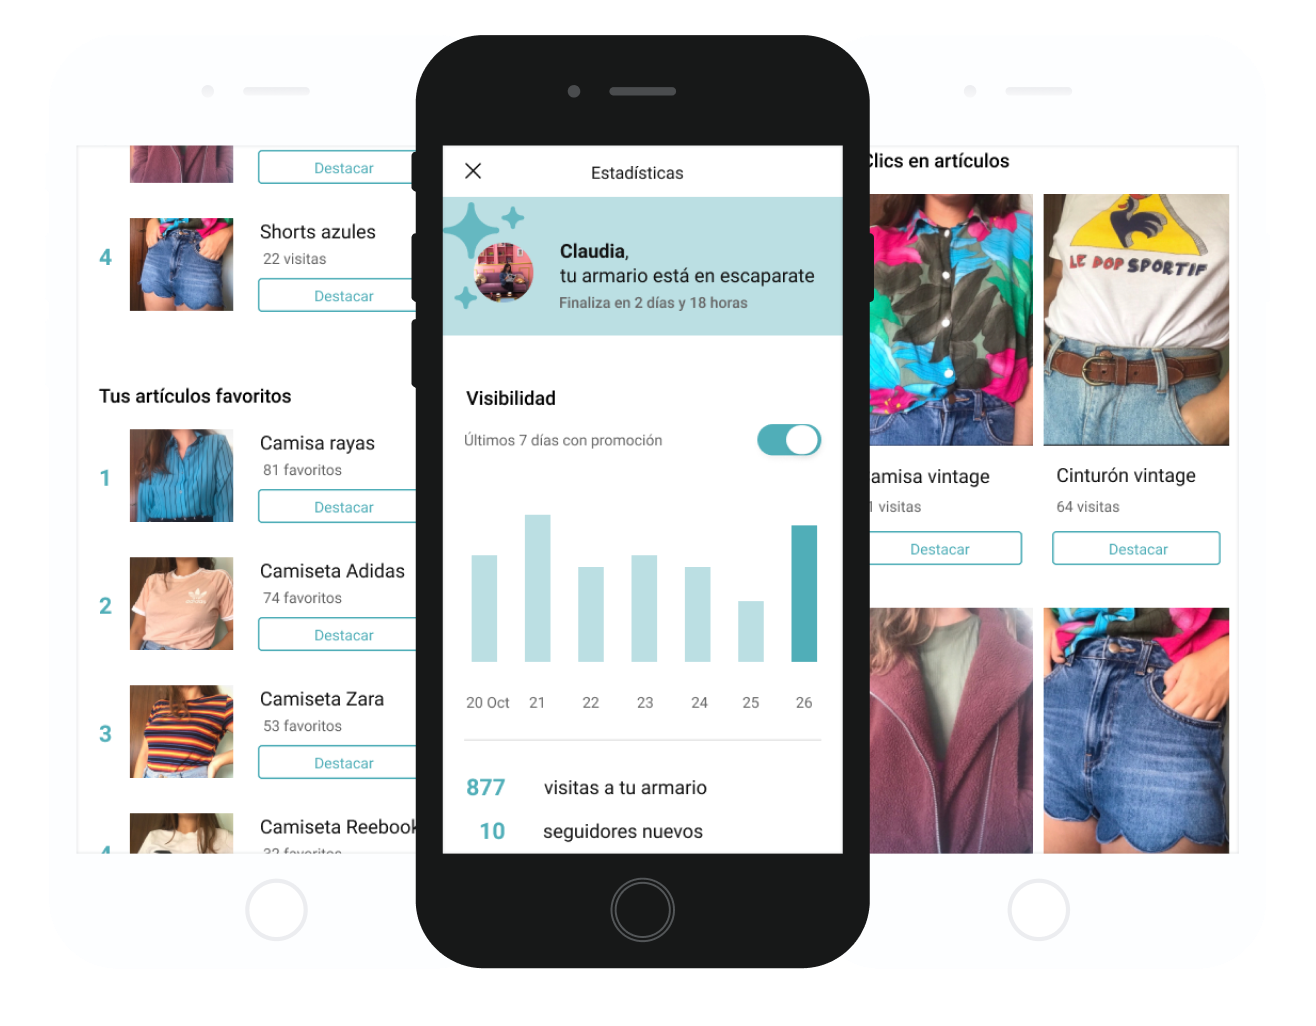 Destacar
4
Shorts azules
22 visitas
Destacar
Tus artículos favoritos
1
Camisa rayas
81 favoritos
Destacar
2
Camiseta Adidas
74 favoritos
Destacar
3
Camiseta Zara
53 favoritos
Destacar
4
Camiseta Reebook
32 favoritos
Estadísticas
Claudia,
tu armario está en escaparate
Finaliza en 2 días y 18 horas
Visibilidad
Últimos 7 días con promoción
20 Oct 21 22 23 24 25 26
877 visitas a tu armario
10 seguidores nuevos
Clics en artículos
LE POP SPORTIF
amisa vintage
visitas
Destacar
Cinturón vintage
64 visitas
Destacar